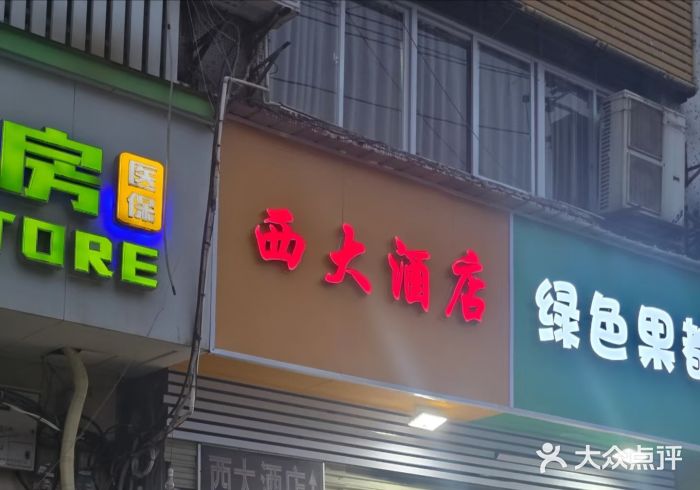 房
医保
TORE
西大酒店
绿色果都
西大酒店↑
大众点评